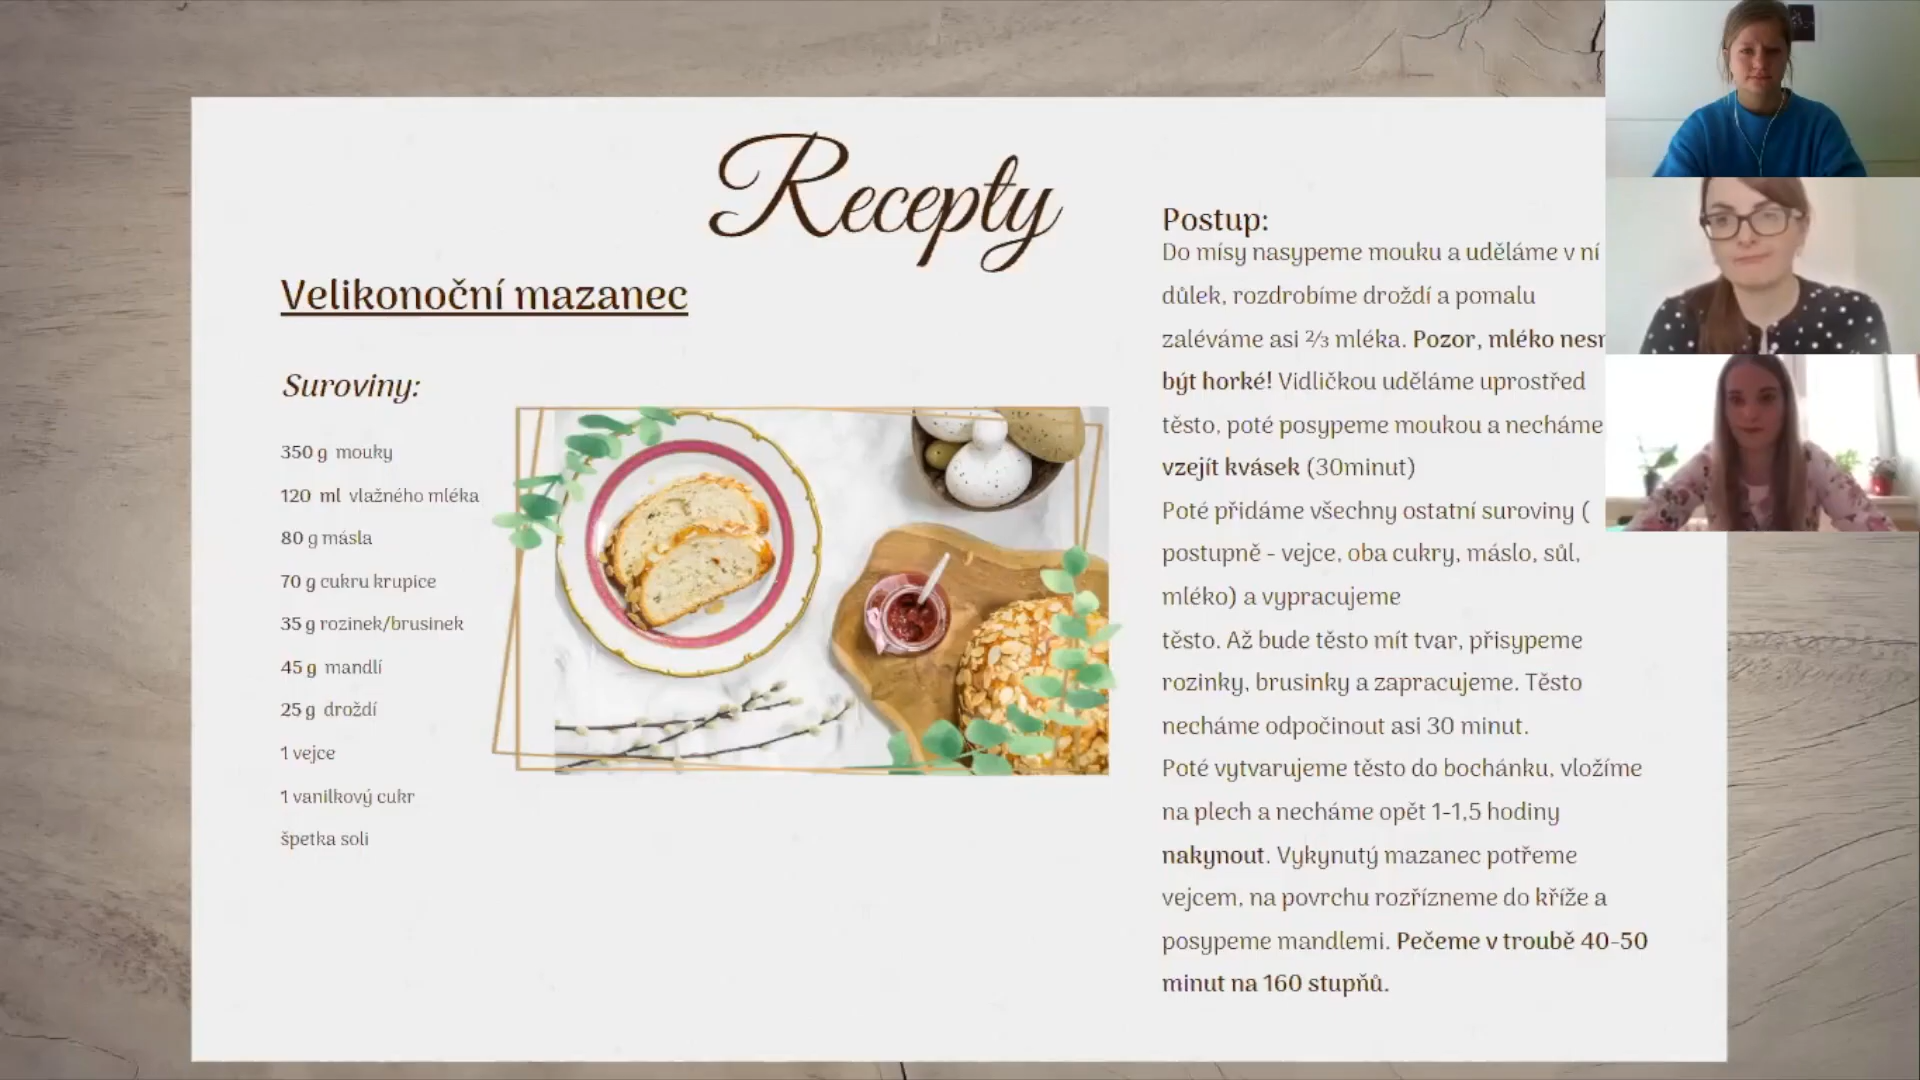 Recepty
Velikonoční mazanec
Suroviny:
350 g mouky
120 ml vlažného mléka
80 g másla
70 g cukru krupice
35 g rozinek/brusinek
45 g mandlí
25 g droždí
1 vejce
1 vanilkový cukr
špetka soli
Postup:
Do mísy nasypeme mouku a uděláme v ní
důlek, rozdrobíme droždí a pomalu
zaléváme asi ⅔ mléka. Pozor, mléko
být horké! Vidličkou uděláme uprostřed
těsto, poté posypeme moukou a necháme
vzejít kvásek (30minut)
Poté přidáme všechny ostatní suroviny (
postupně - vejce, oba cukry, máslo, sůl,
mléko) a vypracujeme
těsto. Až bude těsto mít tvar, přisypeme
rozinky, brusinky a zapracujeme. Těsto
necháme odpočinout asi 30 minut.
Poté vytvarujeme těsto do bochánku, vložíme
na plech a necháme opět 1-1,5 hodiny
nakynout. Vykynutý mazanec potřeme
vejcem, na povrchu rozřízneme do kříže a
posypeme mandlemi. Pečeme v troubě 40-50
minut na 160 stupňů.